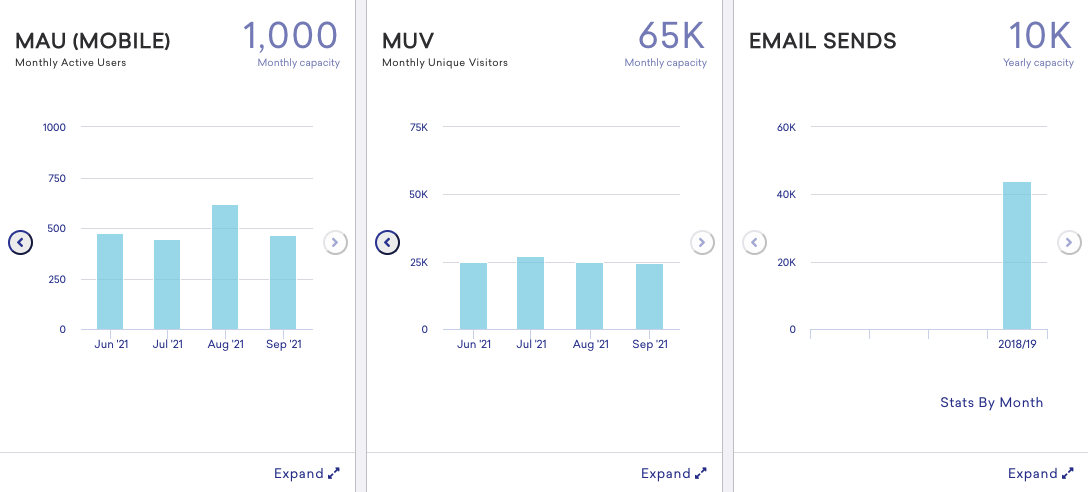 MAU (MOBILE)
1,000
Monthly Active Users
Monthly capacity
1000
750
500
250
0
Jun '21 Jul '21 Aug '21 Sep '21
Expand
MUV
65K
Monthly Unique Visitors
Monthly capacity
75K
50K
25K
0
Jun '21 Jul '21 Aug '21 Sep '21
Expand
EMAIL SENDS
10K
Yearly capacity
60K
40K
20K
0
2018/19
Stats By Month
Expand